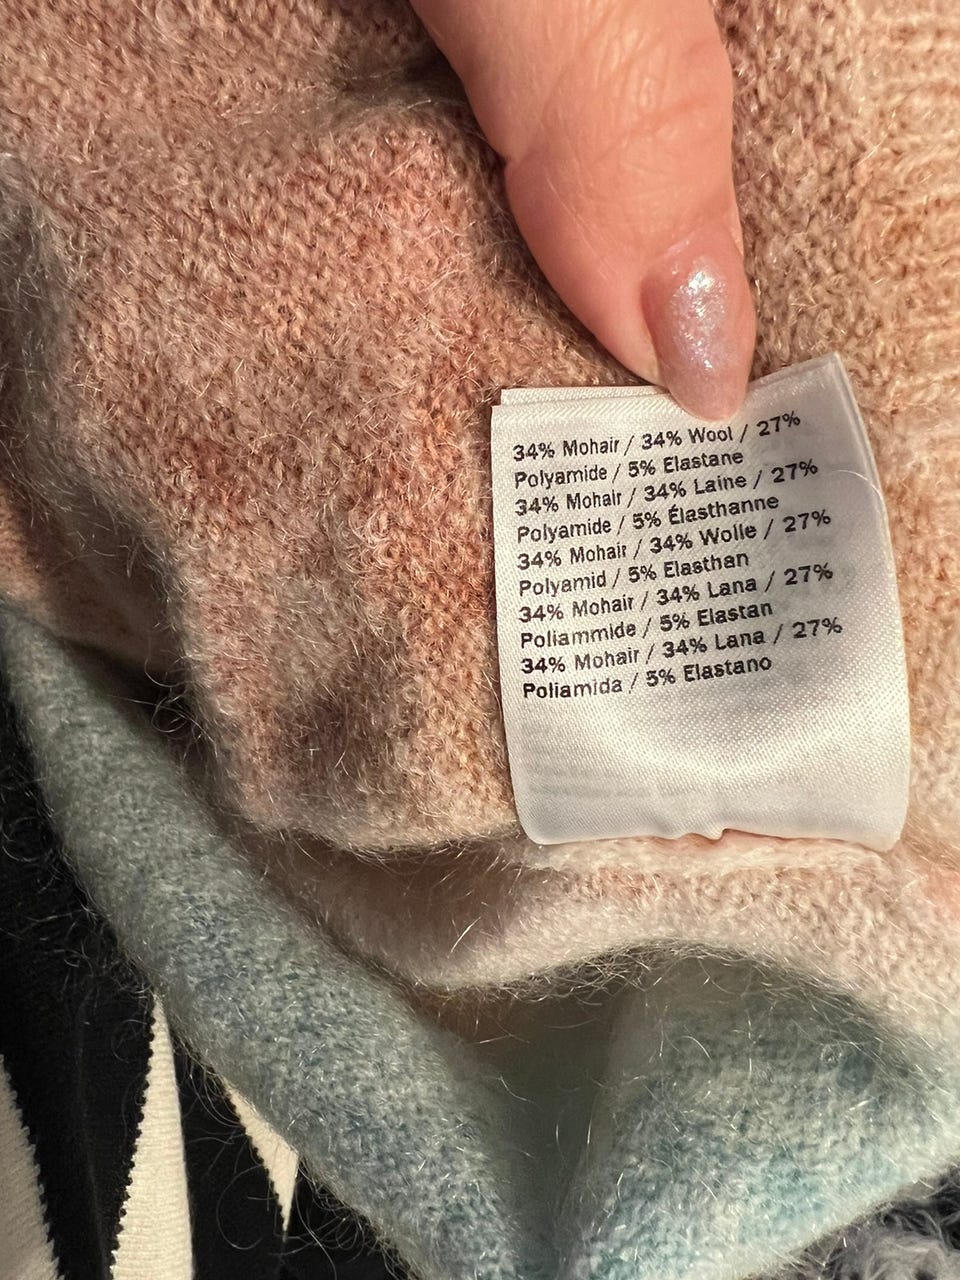 34% Mohair / 34% Wool / 27%
Polyamide / 5% Elastane
34% Mohair / 34% Laine / 27%
Polyamide / 5% Élasthanne
34% Mohair / 34% Wolle / 27%
Polyamid / 5% Elasthan
34% Mohair / 34% Lana / 27%
Poliammide / 5% Elastan
34% Mohair / 34% Lana / 27%
Poliamida / 5% Elastano